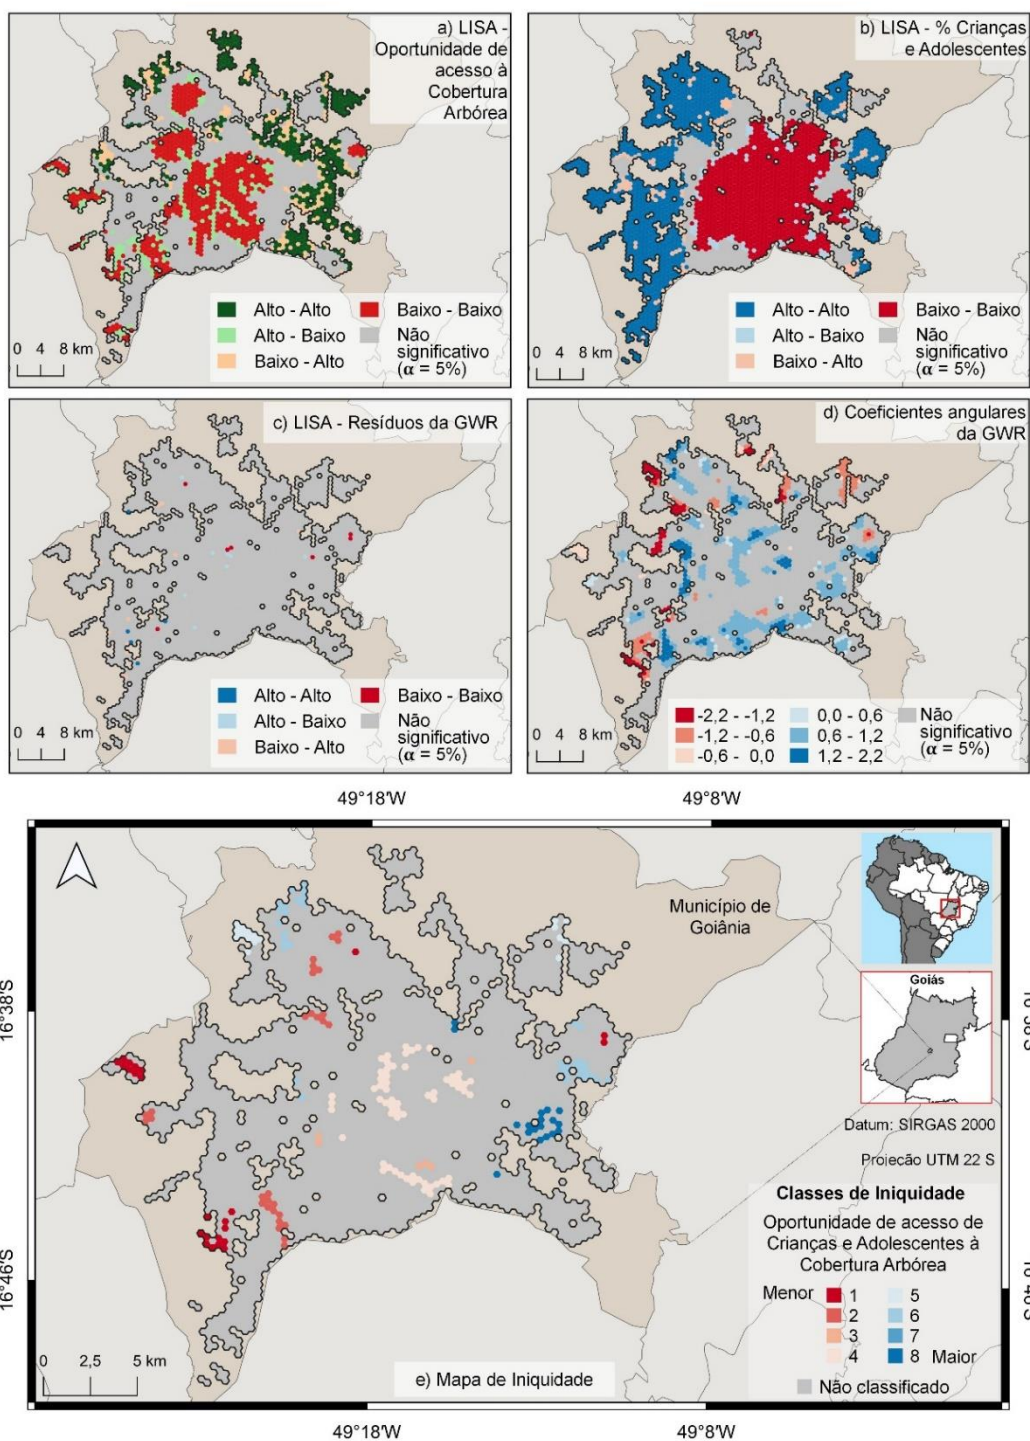 a) LISA -
Oportunidade de
acesso à
Cobertura
Arbórea
Alto - Alto
Baixo - Baixo
Alto - Baixo
Não
significativo
(α = 5%)
Baixo - Alto
0 4 8 km
b) LISA - % Crianças
e Adolescentes
Alto - Alto
Baixo - Baixo
Alto - Baixo
Não
significativo
(α = 5%)
Baixo - Alto
0 4 8 km
c) LISA - Resíduos da GWR
Alto - Alto
Baixo - Baixo
Alto - Baixo
Não
significativo
(α = 5%)
Baixo - Alto
0 4 8 km
d) Coeficientes angulares
da GWR
-2,2 - -1,2
0,0 - 0,6
Não
significativo
(α = 5%)
-1,2 - -0,6
0,6 - 1,2
-0,6 - 0,0
1,2 - 2,2
0 4 8 km
49°18'W
49°8'W
Município de
Goiânia
Goiás
16°38'S
16°46'S
Datum: SIRGAS 2000
Projecão UTM 22 S
Classes de Iniquidade
Oportunidade de acesso de
Crianças e Adolescentes à
Cobertura Arbórea
Menor 1 5
2 6
3 7
4 8 Maior
Não classificado
0 2,5 5 km
e) Mapa de Iniquidade
49°18'W
49°8'W